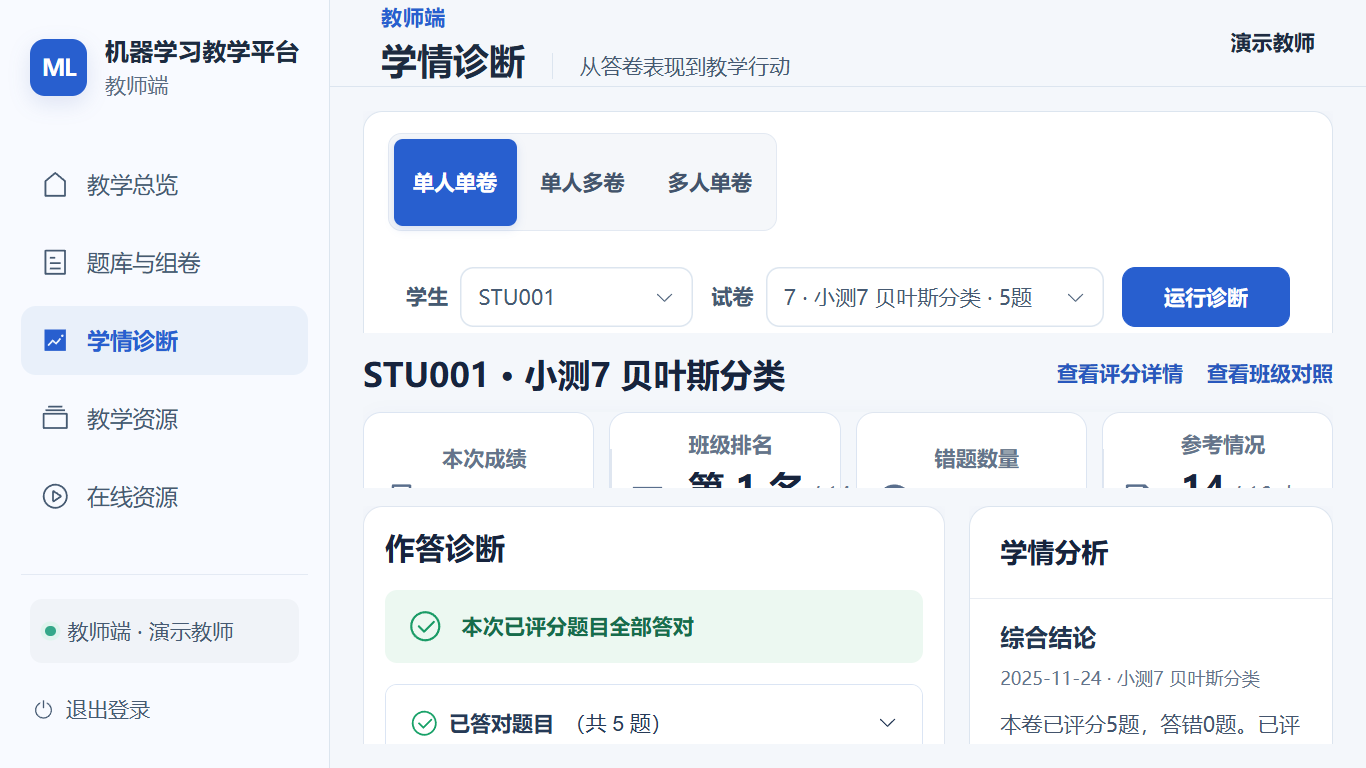 ML
机器学习教学平台
教师端
教学总览
题库与组卷
学情诊断
教学资源
在线资源
教师端 · 演示教师
退出登录
教师端
学情诊断
从答卷表现到教学行动
演示教师
单人单卷
单人多卷
多人单卷
学生
STU001
试卷
7 · 小测7 贝叶斯分类 · 5题
运行诊断
STU001 · 小测7 贝叶斯分类
查看评分详情
查看班级对照
本次成绩
班级排名
第 1 名
错题数量
参考情况
14
作答诊断
本次已评分题目全部答对
已答对题目 （共 5 题）
学情分析
综合结论
2025-11-24 · 小测7 贝叶斯分类
本卷已评分5题，答错0题。已评